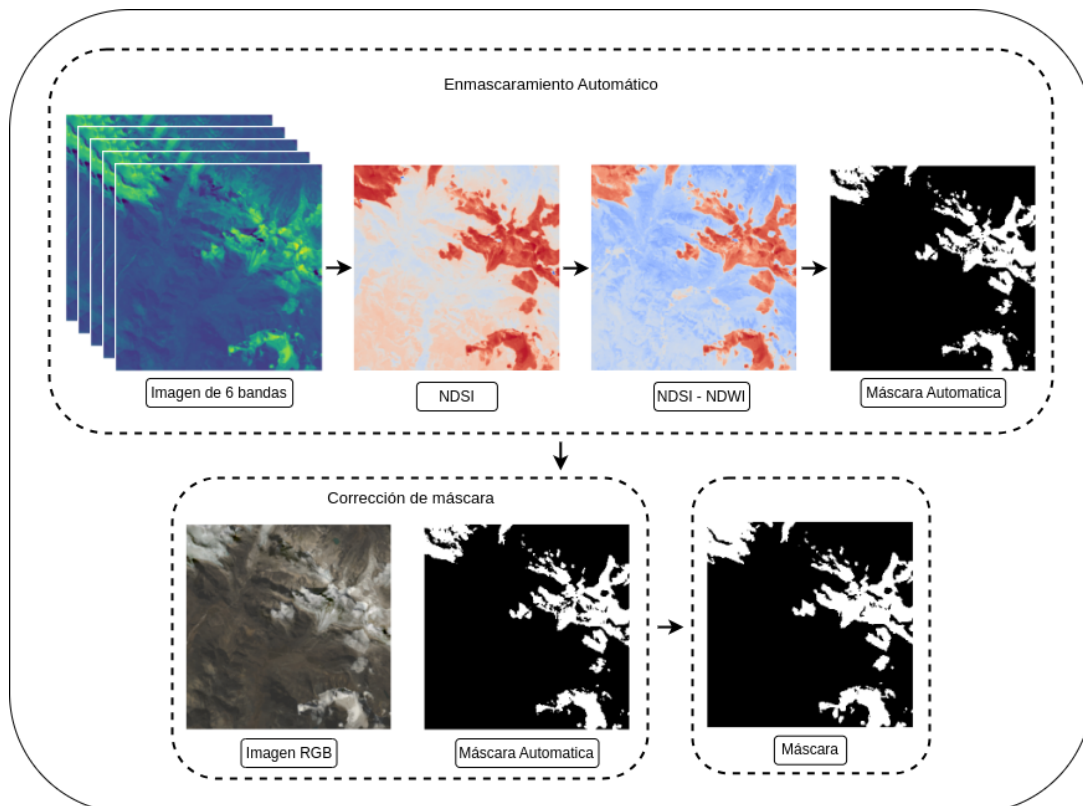 Enmascaramiento Automático
Imagen de 6 bandas
NDSI
NDSI - NDWI
Máscara Automatica
Corrección de máscara
Imagen RGB
Máscara Automatica
Máscara